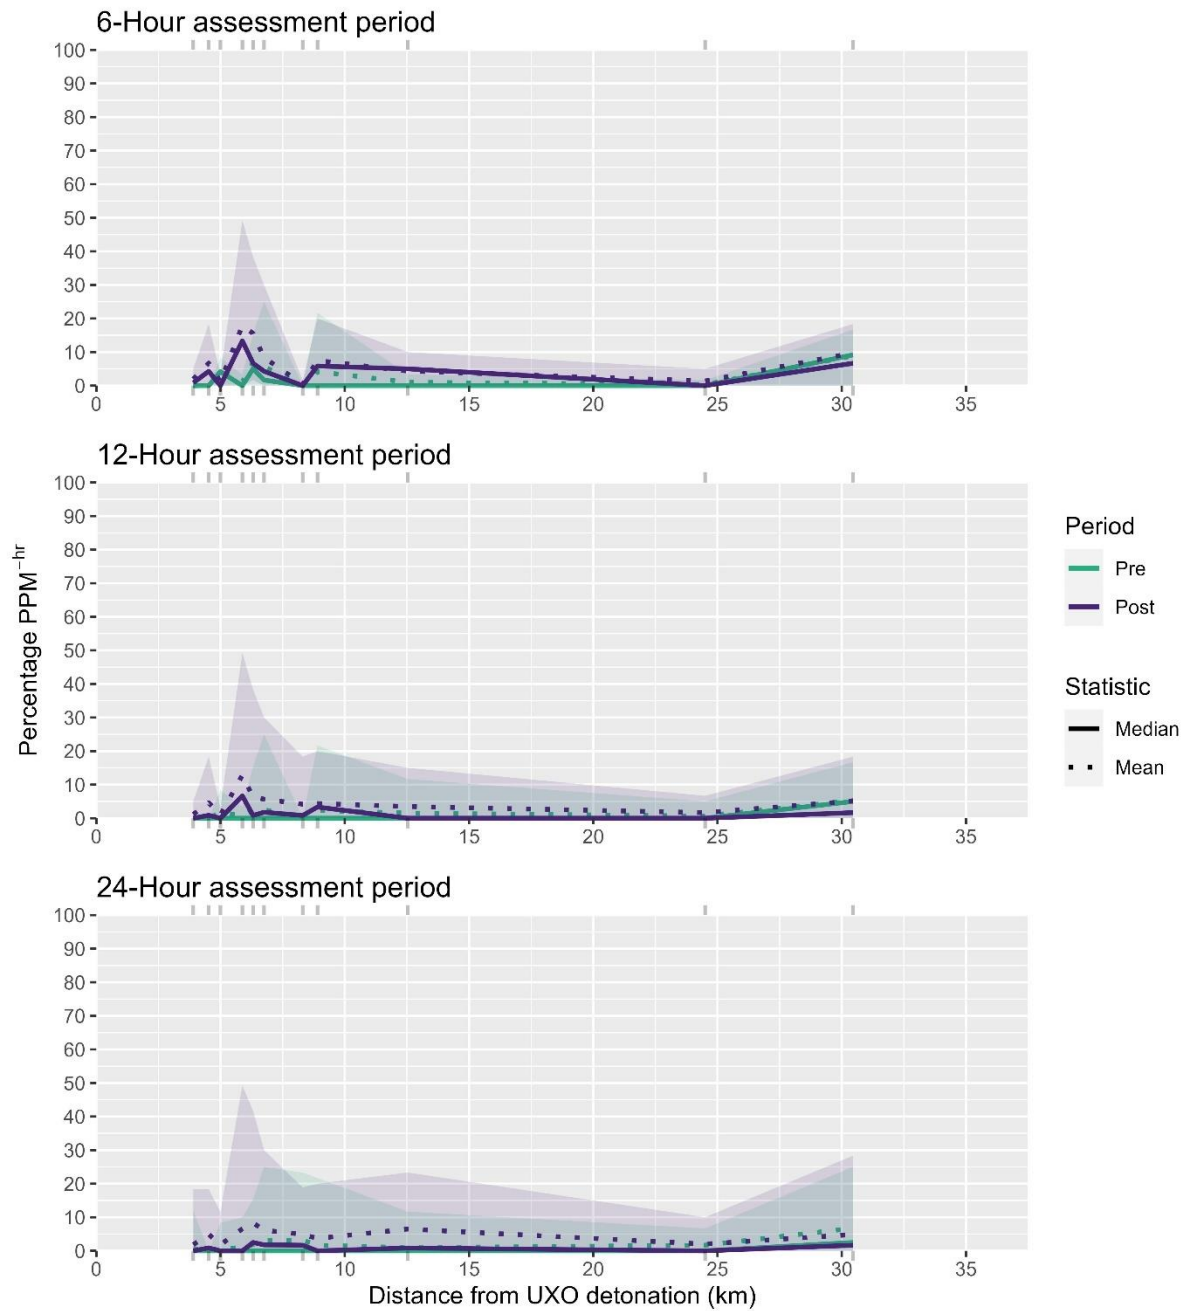 6-Hour assessment period
100
90
80
70
60
50
40
30
20
10
0
0 5 10 15 20 25 30 35
12-Hour assessment period
100
90
80
70
60
50
40
30
20
10
0
0 5 10 15 20 25 30 35
Percentage PPM⁻ʰʳ
Period
Pre
Post
Statistic
Median
Mean
24-Hour assessment period
100
90
80
70
60
50
40
30
20
10
0
0 5 10 15 20 25 30 35
Distance from UXO detonation (km)